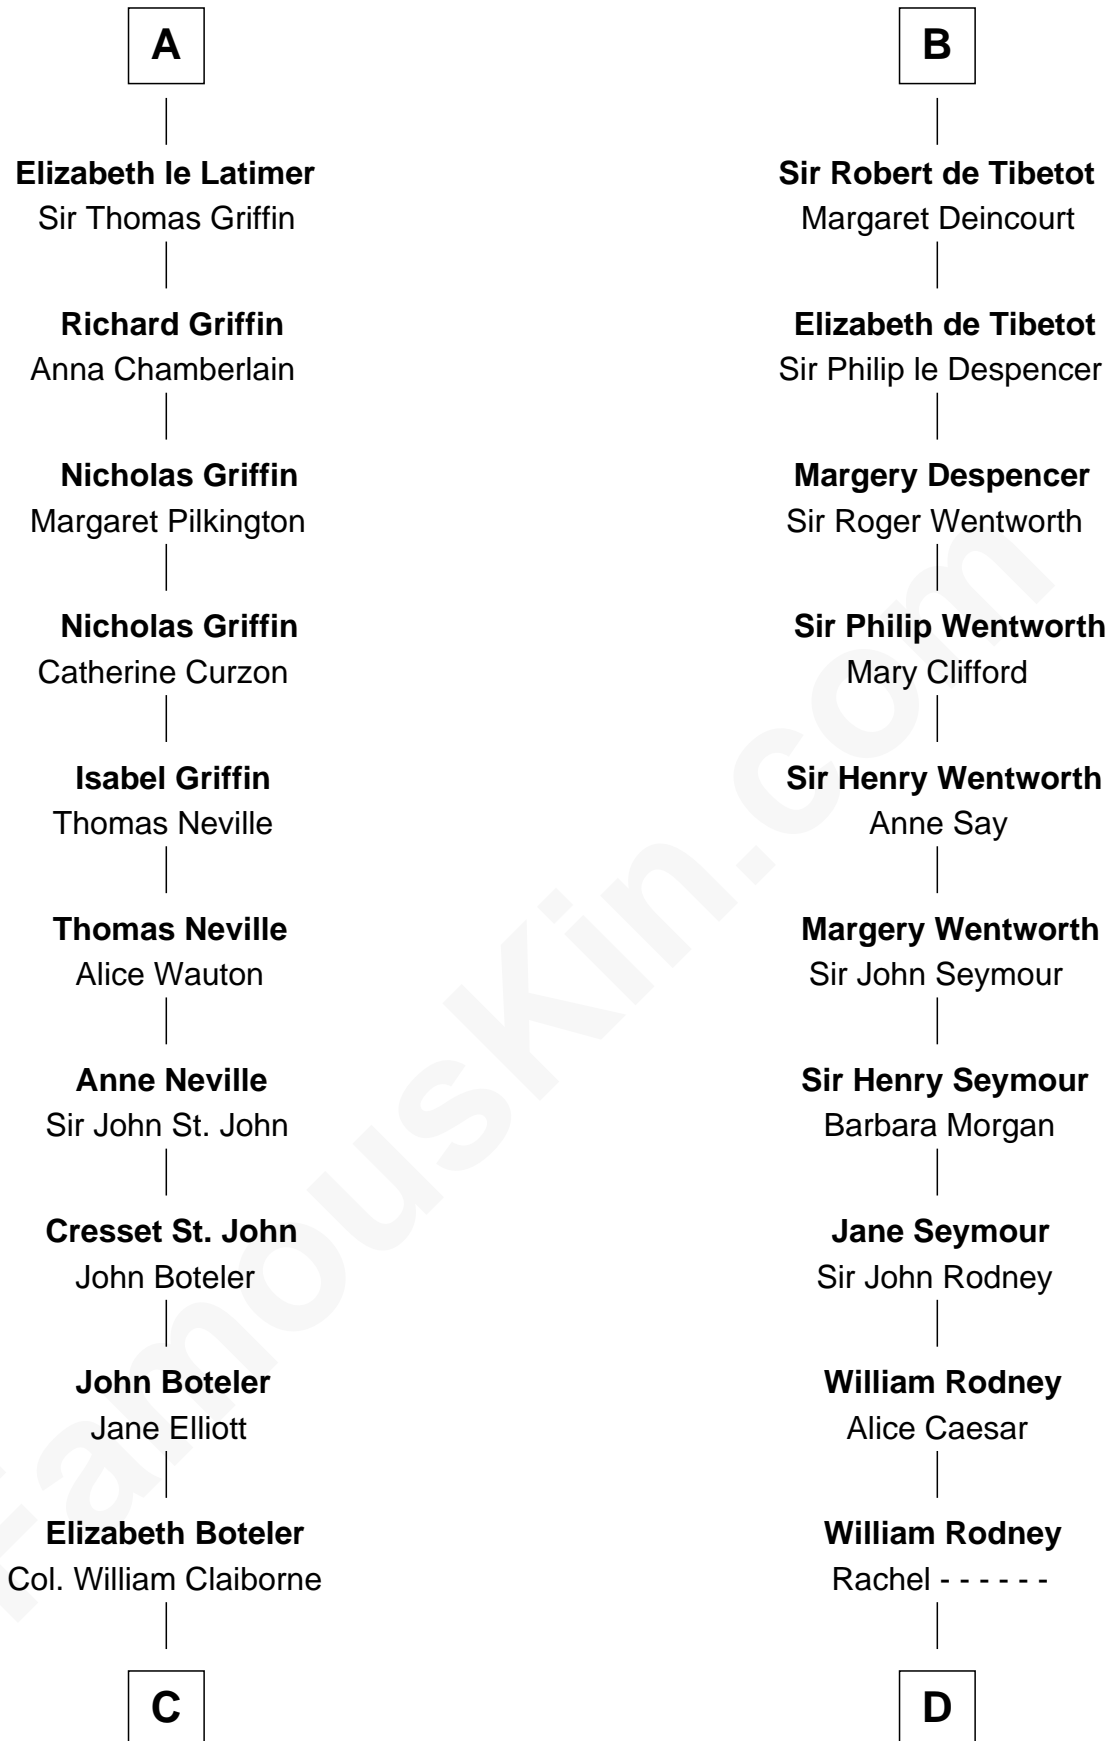 A
Elizabeth le Latimer
Sir Thomas Griffin
Richard Griffin
Anna Chamberlain
Nicholas Griffin
Margaret Pilkington
Nicholas Griffin
Catherine Curzon
Isabel Griffin
Thomas Neville
Thomas Neville
Alice Wauton
Anne Neville
Sir John St. John
Cresset St. John
John Boteler
John Boteler
Jane Elliott
Elizabeth Boteler
Col. William Claiborne
C
B
Sir Robert de Tibetot
Margaret Deincourt
Elizabeth de Tibetot
Sir Philip le Despencer
Margery Despencer
Sir Roger Wentworth
Sir Philip Wentworth
Mary Clifford
Sir Henry Wentworth
Anne Say
Margery Wentworth
Sir John Seymour
Sir Henry Seymour
Barbara Morgan
Jane Seymour
Sir John Rodney
William Rodney
Alice Caesar
William Rodney
Rachel - - - - - -
D
FamousKin.com